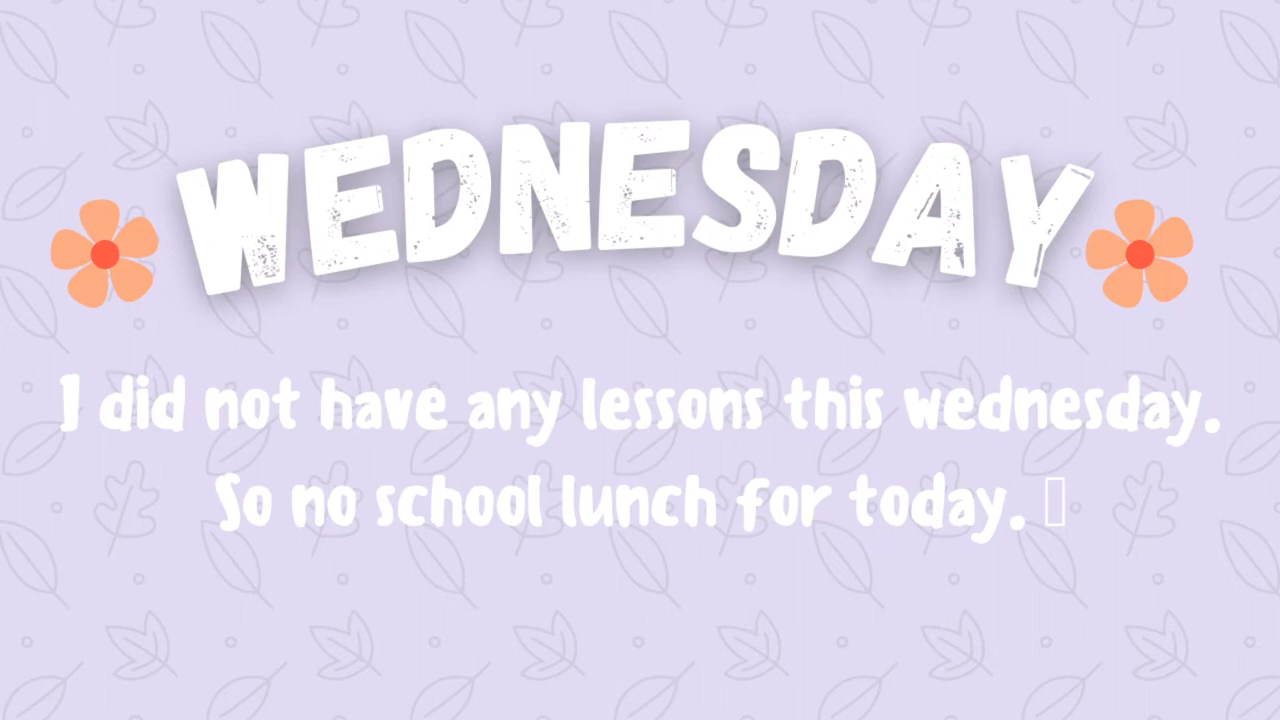 WEDNESDAY
I did not have any lessons this wednesday.
So no school lunch for today.